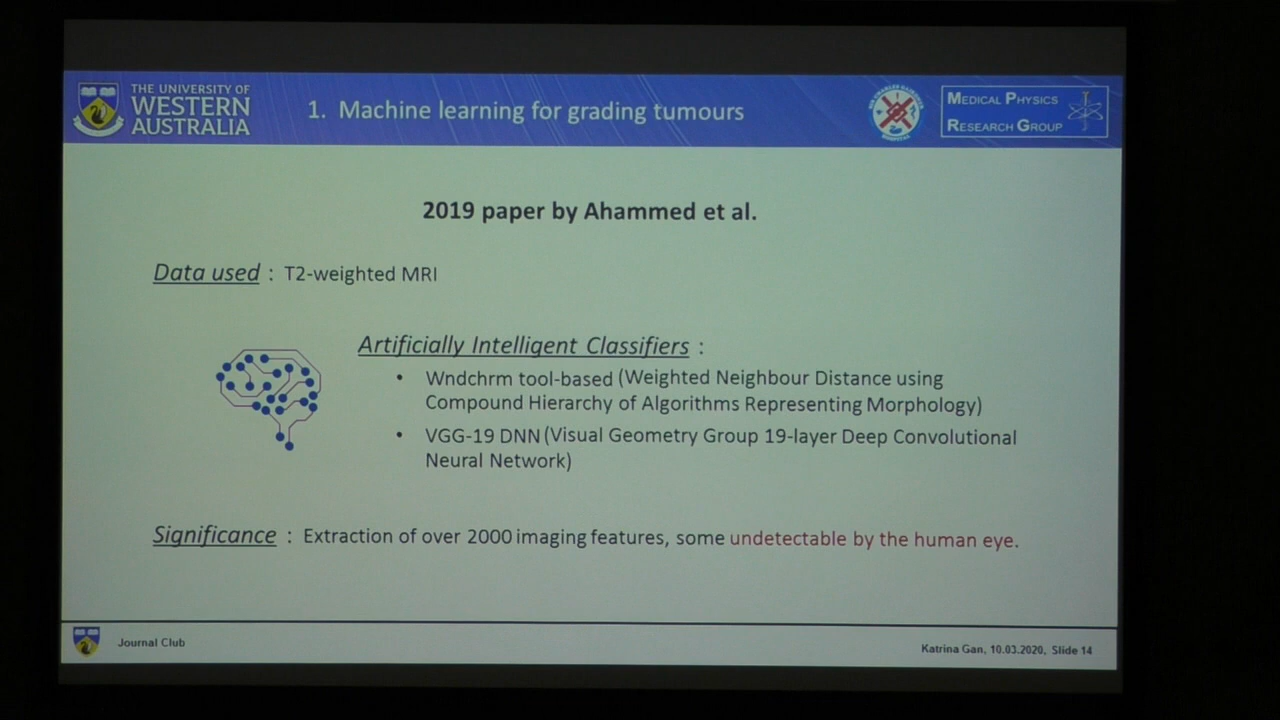 THE UNIVERSITY OF
WESTERN
AUSTRALIA
1. Machine learning for grading tumours
SIR CHARLES GAIRDNER
HOSPITAL
MEDICAL PHYSICS
RESEARCH GROUP
2019 paper by Ahammed et al.
Data used : T2-weighted MRI
Artificially Intelligent Classifiers :
• Wndchrm tool-based (Weighted Neighbour Distance using
Compound Hierarchy of Algorithms Representing Morphology)
• VGG-19 DNN (Visual Geometry Group 19-layer Deep Convolutional
Neural Network)
Significance : Extraction of over 2000 imaging features, some undetectable by the human eye.
Journal Club
Katrina Gan, 10.03.2020, Slide 14